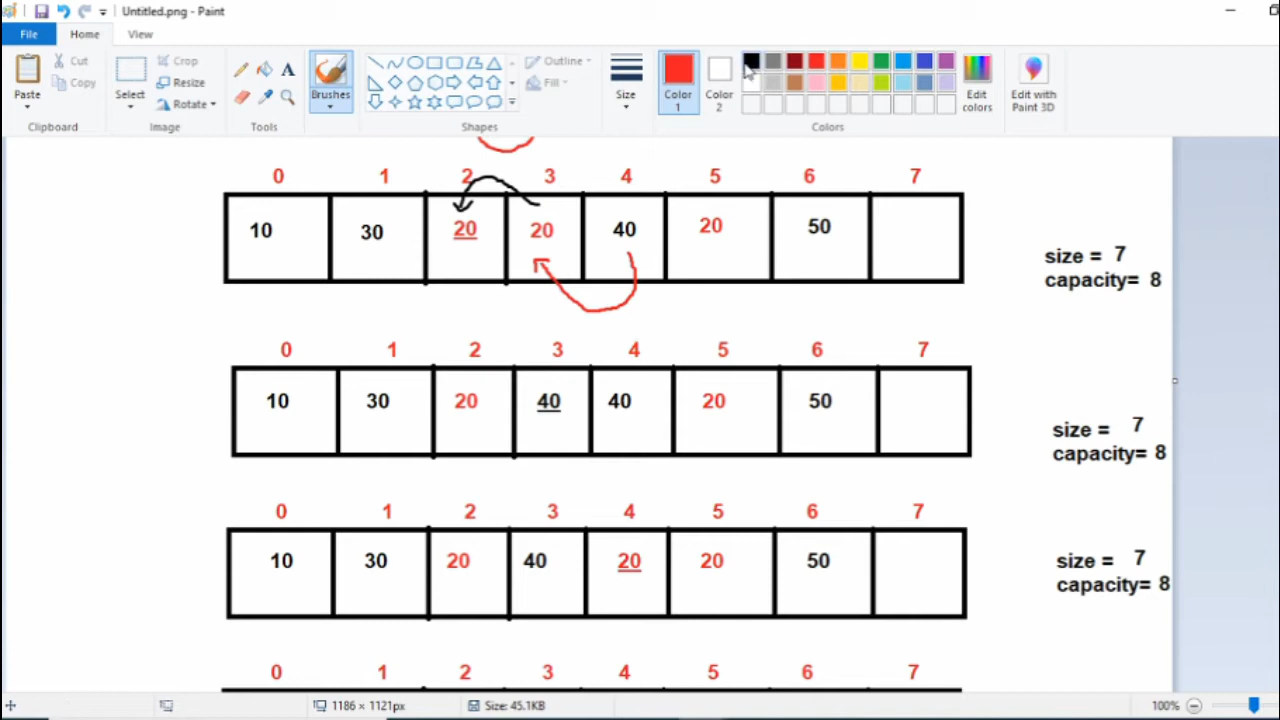 Untitled.png - Paint
File Home View
Paste
Cut
Copy
Clipboard
Select
Crop
Resize
Rotate
Image
A
Tools
Brushes
Outline
Fill
Shapes
Size
Color 1
Color 2
Edit colors
Colors
Edit with Paint 3D
0 1 2 3 4 5 6 7
10 30 20 20 40 20 50
size = 7
capacity= 8
0 1 2 3 4 5 6 7
10 30 20 40 40 20 50
size = 7
capacity= 8
0 1 2 3 4 5 6 7
10 30 20 40 20 20 50
size = 7
capacity= 8
0 1 2 3 4 5 6 7
1186 × 1121px
Size: 45.1KB
100%